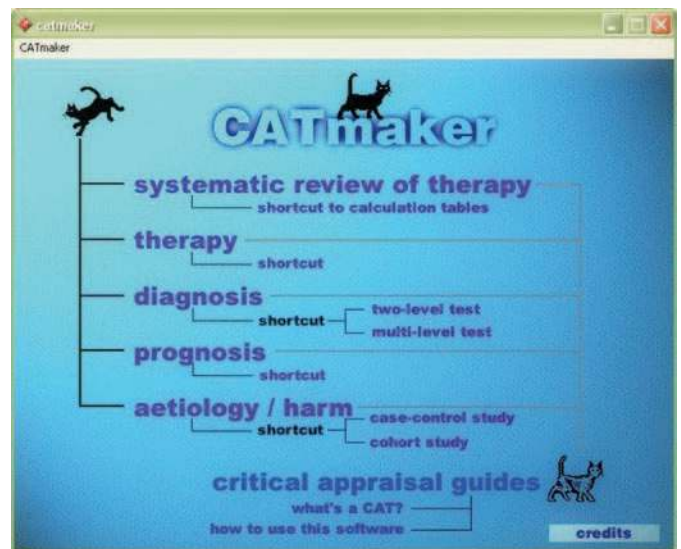 catmaker
CATmaker
CATmaker
systematic review of therapy
shortcut to calculation tables
therapy
shortcut
diagnosis
shortcut
two-level test
multi-level test
prognosis
shortcut
aetiology / harm
shortcut
case-control study
cohort study
critical appraisal guides
what's a CAT?
how to use this software
credits